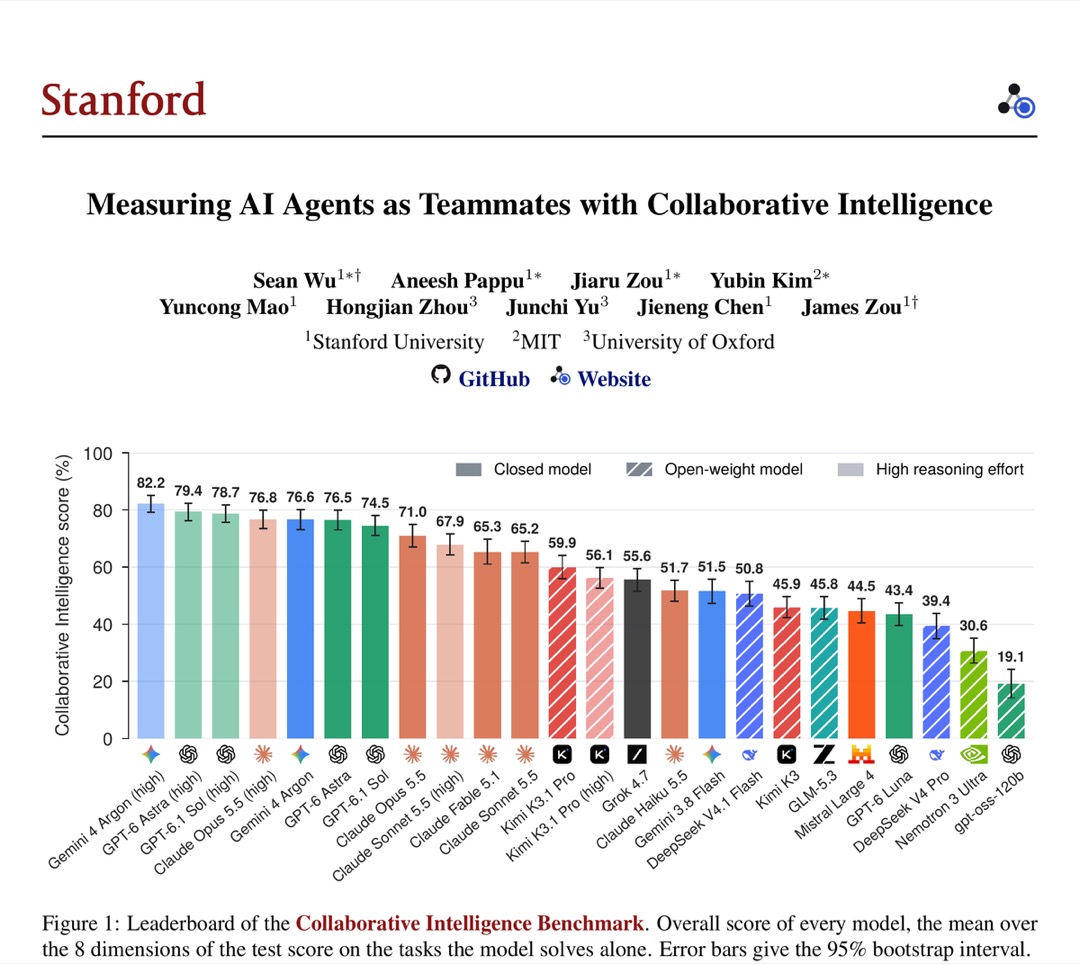 Stanford
Measuring AI Agents as Teammates with Collaborative Intelligence
Sean Wu1∗† Aneesh Pappu1∗ Jiaru Zou1∗ Yubin Kim2∗
Yuncong Mao1 Hongjian Zhou3 Junchi Yu3 Jieneng Chen1 James Zou1†
1Stanford University 2MIT 3University of Oxford
GitHub Website
Collaborative Intelligence score (%)
100
80
60
40
20
0
Closed model Open-weight model High reasoning effort
82.2 79.4 78.7 76.8 76.6 76.5 74.5 71.0 67.9 65.3 65.2 59.9 56.1 55.6 51.7 51.5 50.8 45.9 45.8 44.5 43.4 39.4 30.6 19.1
Gemini 4 Argon (high)
GPT-6 Astra (high)
GPT-6.1 Sol (high)
Claude Opus 5.5 (high)
Gemini 4 Argon
GPT-6 Astra
GPT-6.1 Sol
Claude Opus 5.5
Claude Sonnet 5.5 (high)
Claude Fable 5.1
Claude Sonnet 5.5
Kimi K3.1 Pro
Kimi K3.1 Pro (high)
Grok 4.7
Claude Haiku 5.5
Gemini 3.8 Flash
DeepSeek V4.1 Flash
Kimi K3
GLM-5.3
Mistral Large 4
GPT-6 Luna
DeepSeek V4 Pro
Nemotron 3 Ultra
gpt-oss-120b
Figure 1: Leaderboard of the Collaborative Intelligence Benchmark. Overall score of every model, the mean over
the 8 dimensions of the test score on the tasks the model solves alone. Error bars give the 95% bootstrap interval.